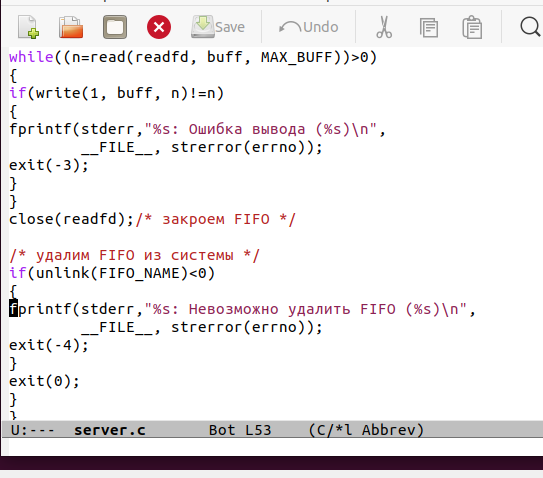 Save Undo
while((n=read(readfd, buff, MAX_BUFF))>0)
{
if(write(1, buff, n)!=n)
{
fprintf(stderr,"%s: Ошибка вывода (%s)\n",
        __FILE__, strerror(errno));
exit(-3);
}
}
close(readfd);/* закроем FIFO */

/* удалим FIFO из системы */
if(unlink(FIFO_NAME)<0)
{
fprintf(stderr,"%s: Невозможно удалить FIFO (%s)\n",
        __FILE__, strerror(errno));
exit(-4);
}
exit(0);
}
}
U:---  server.c       Bot L53    (C/*l Abbrev)